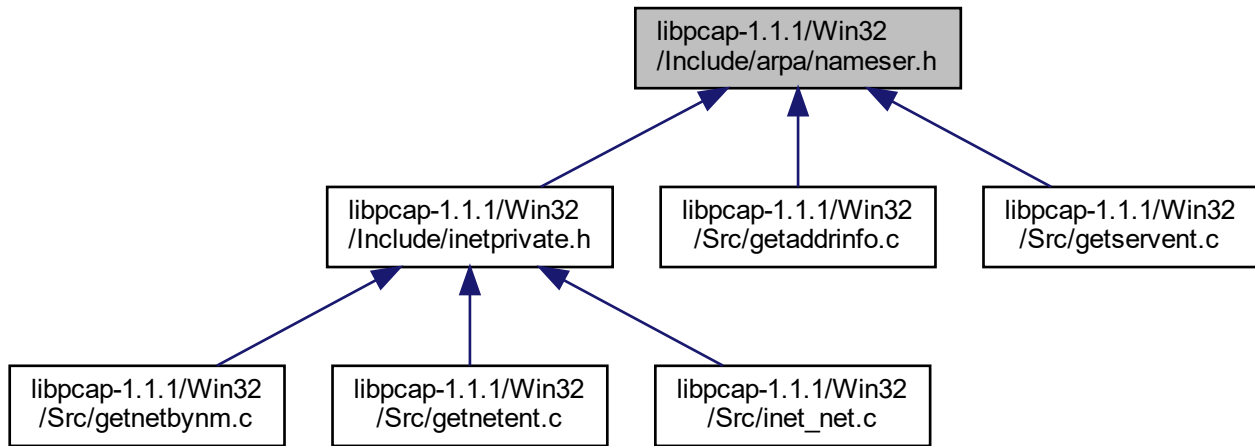 libpcap-1.1.1/Win32
/Include/arpa/nameser.h
libpcap-1.1.1/Win32
/Include/inetprivate.h
libpcap-1.1.1/Win32
/Src/getaddrinfo.c
libpcap-1.1.1/Win32
/Src/getservent.c
libpcap-1.1.1/Win32
/Src/getnetbynm.c
libpcap-1.1.1/Win32
/Src/getnetent.c
libpcap-1.1.1/Win32
/Src/inet_net.c